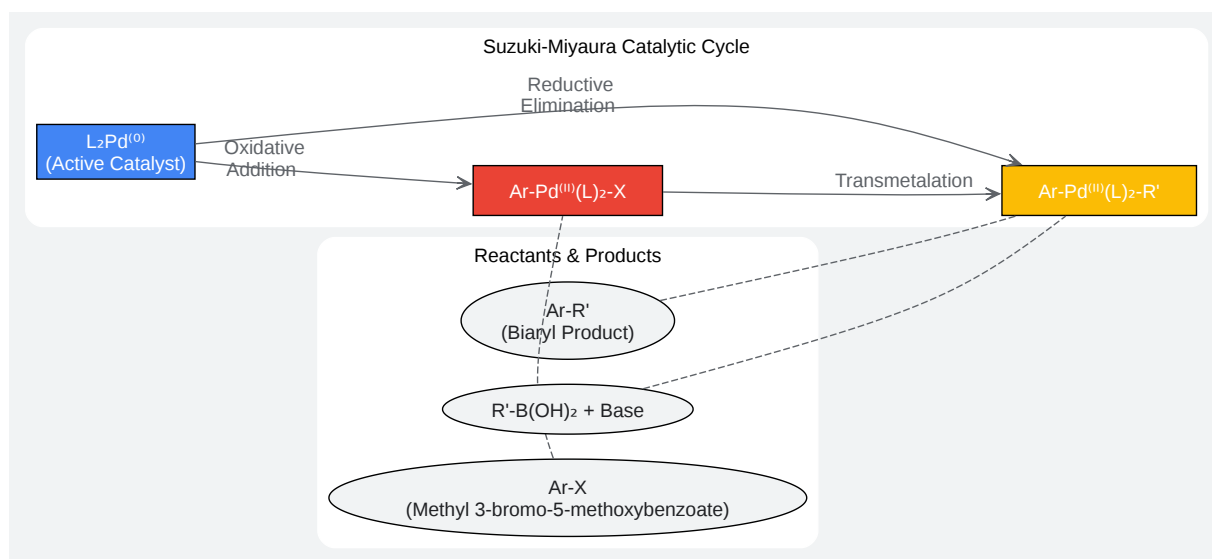 Suzuki-Miyaura Catalytic Cycle
Reductive
Elimination
L₂Pd⁽⁰⁾
(Active Catalyst)
Oxidative
Addition
Ar-Pd⁽ᴵᴵ⁾(L)₂-X
Transmetalation
Ar-Pd⁽ᴵᴵ⁾(L)₂-R'
Reactants & Products
Ar-R'
(Biaryl Product)
R'-B(OH)₂ + Base
Ar-X
(Methyl 3-bromo-5-methoxybenzoate)